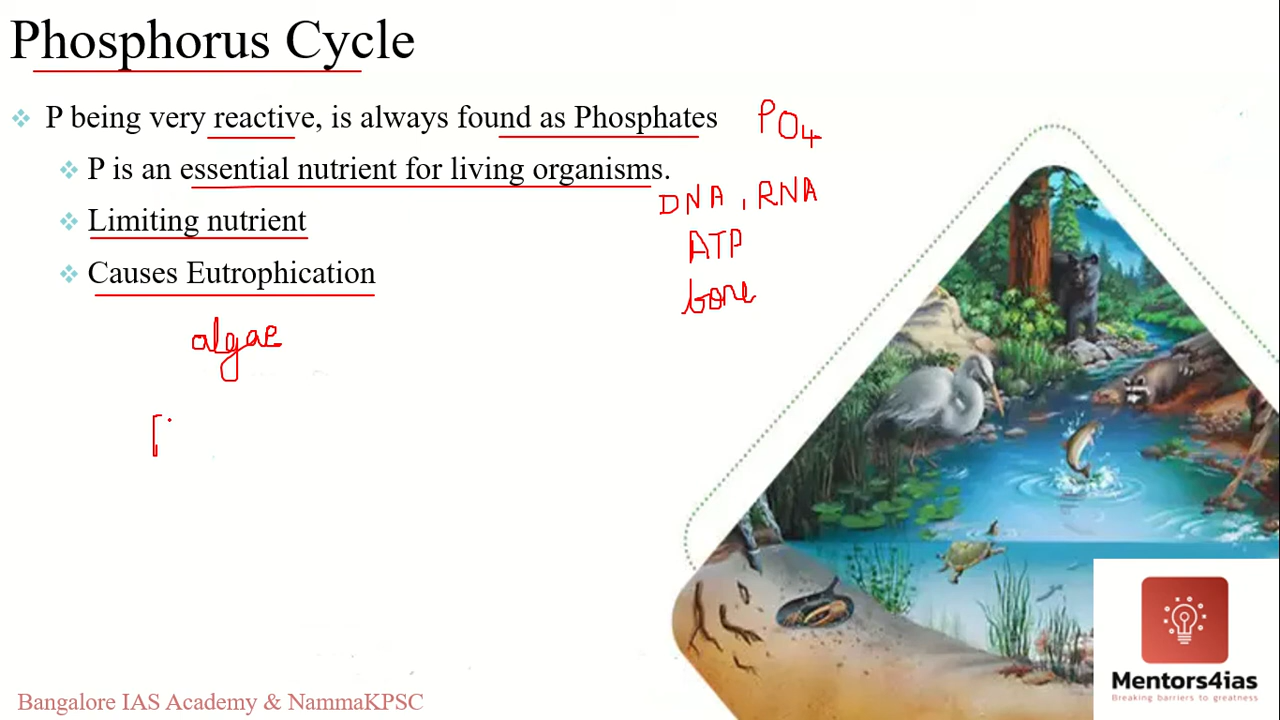 Phosphorus Cycle
P being very reactive, is always found as Phosphates
PO4
P is an essential nutrient for living organisms.
DNA, RNA
Limiting nutrient
ATP
Causes Eutrophication
bone
algae
Mentors4ias
Breaking barriers to greatness
Bangalore IAS Academy & NammaKPSC